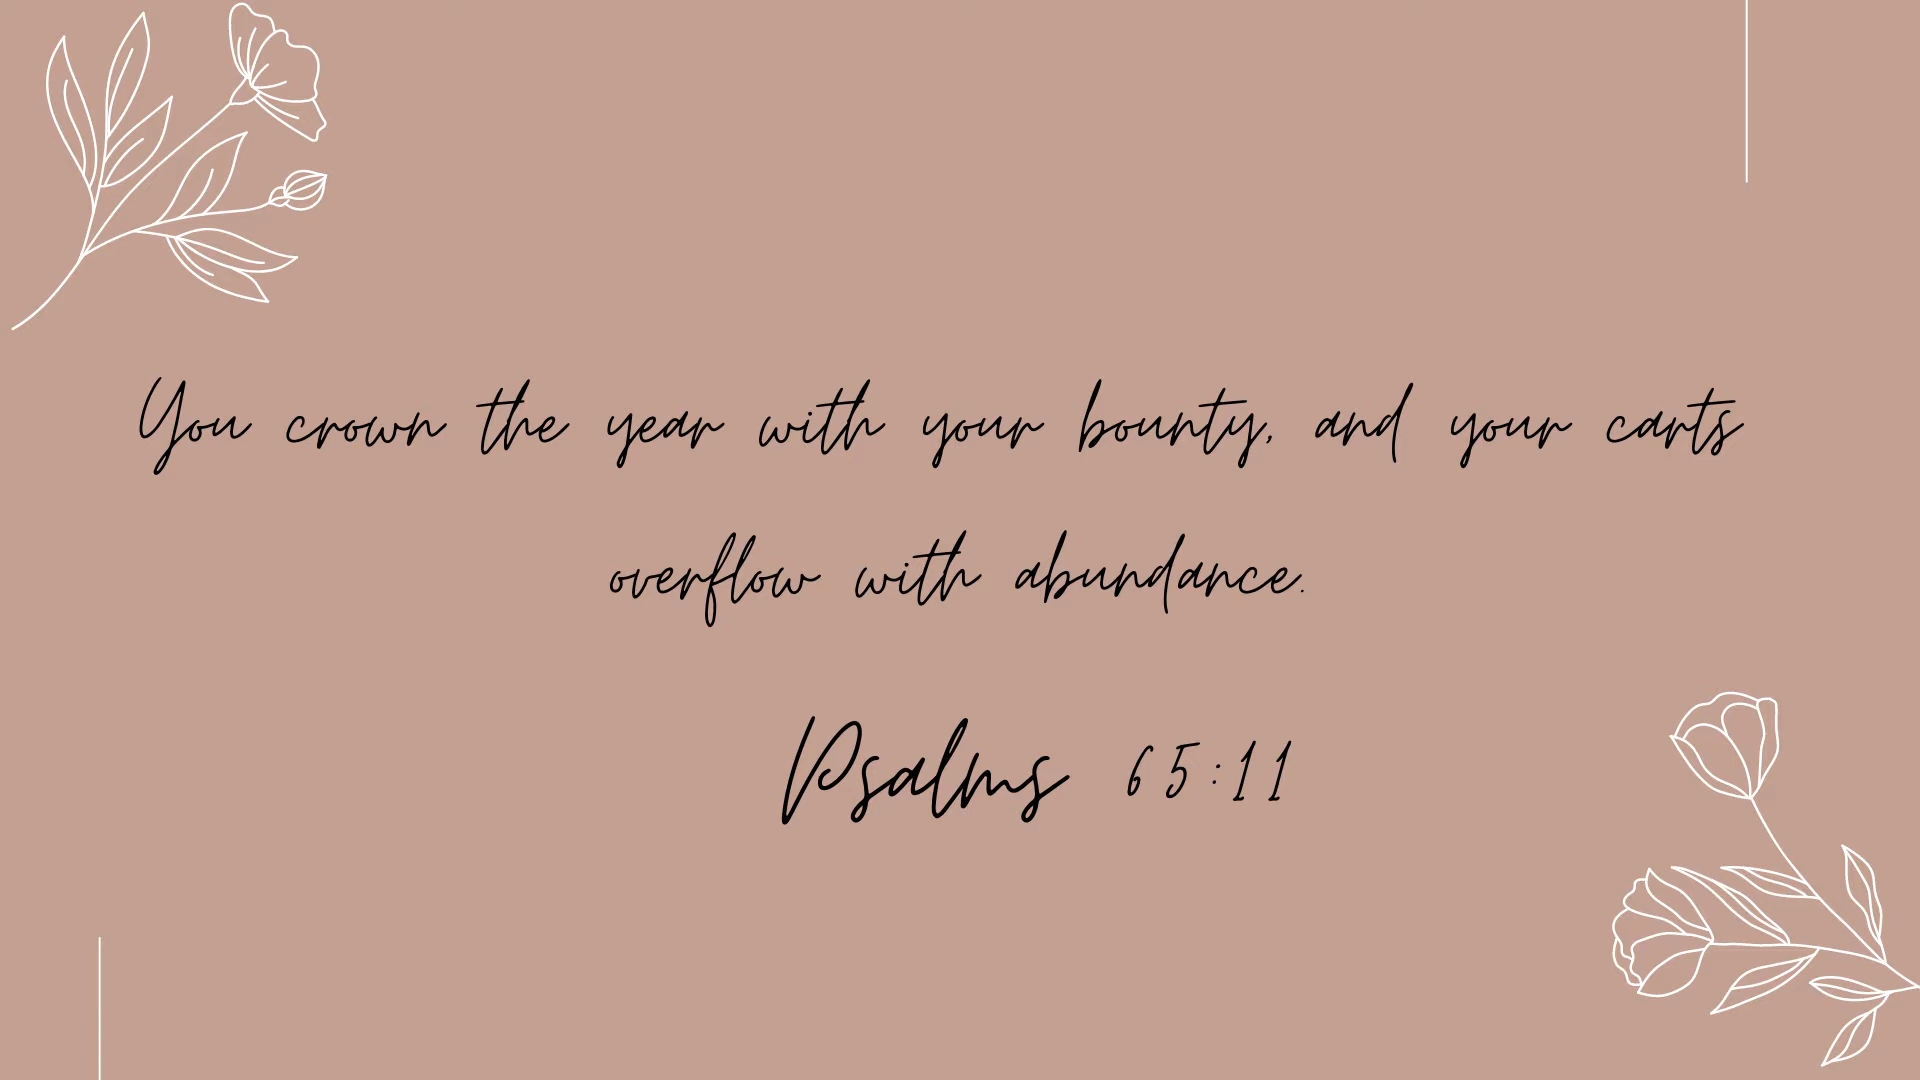 You crown the year with your bounty, and your carts
overflow with abundance.
Psalms 65:11